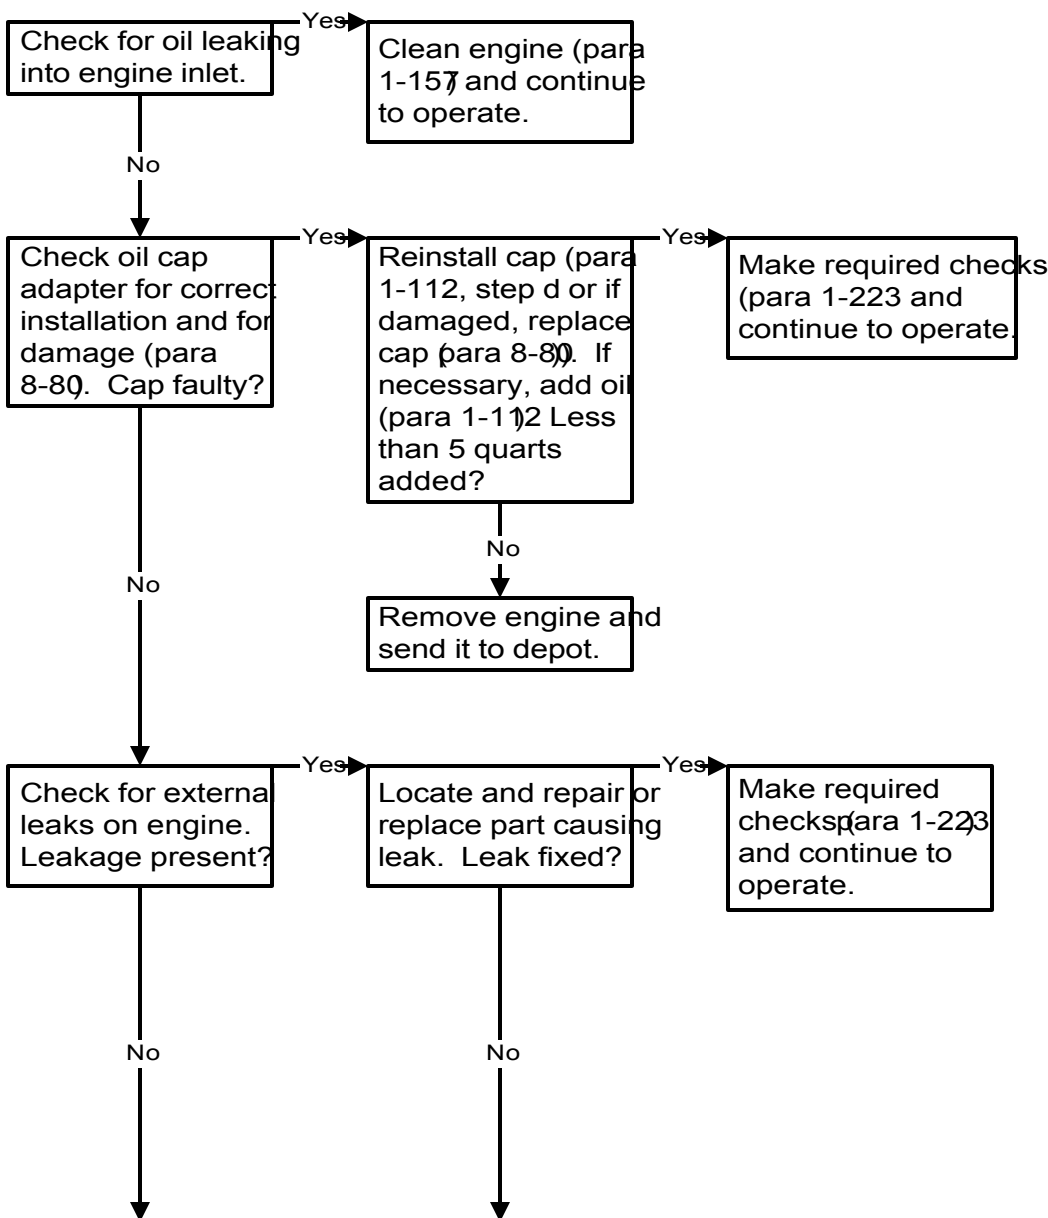 Yes
Check for oil leaking
into engine inlet.
Clean engine (para
1-157) and continue
to operate.
No
Yes
Yes
Check oil cap
adapter for correct
installation and for
damage (para
8-80).  Cap faulty?
Reinstall cap (para
1-112, step d or if
damaged, replace
cap (para 8-80)).  If
necessary, add oil
(para 1-112) Less
than 5 quarts
added?
Make required checks
(para 1-223 and
continue to operate.
No
No
Remove engine and
send it to depot.
Yes
Yes
Check for external
leaks on engine.
Leakage present?
Locate and repair or
replace part causing
leak.  Leak fixed?
Make required
checks (para 1-223)
and continue to
operate.
No
No